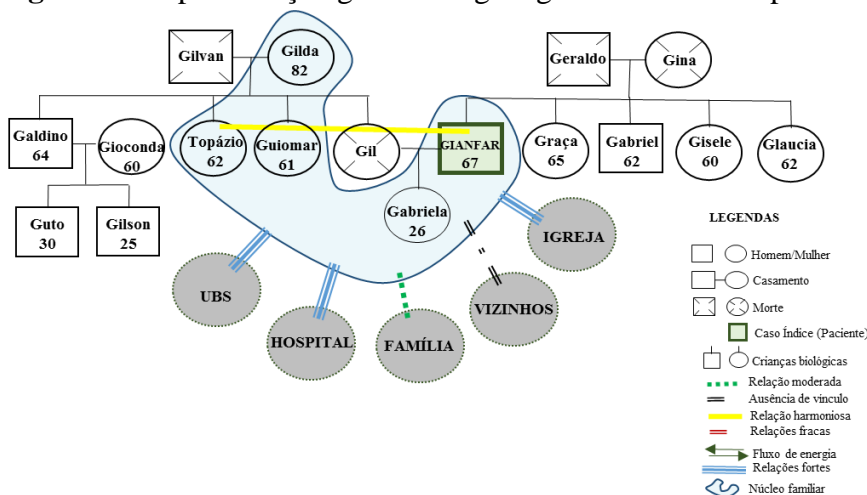 Gilvan
Gilda
82
Geraldo
Gina
Galdino
64
Gioconda
60
Topázio
62
Guiomar
61
Gil
GIANFAR
67
Graça
65
Gabriel
62
Gisele
60
Glaucia
62
Guto
30
Gilson
25
Gabriela
26
UBS
HOSPITAL
FAMÍLIA
VIZINHOS
IGREJA
LEGENDAS
Homem/Mulher
Casamento
Morte
Caso Índice (Paciente)
Crianças biológicas
Relação moderada
Ausência de vinculo
Relação harmoniosa
Relações fracas
Fluxo de energia
Relações fortes
Núcleo familiar